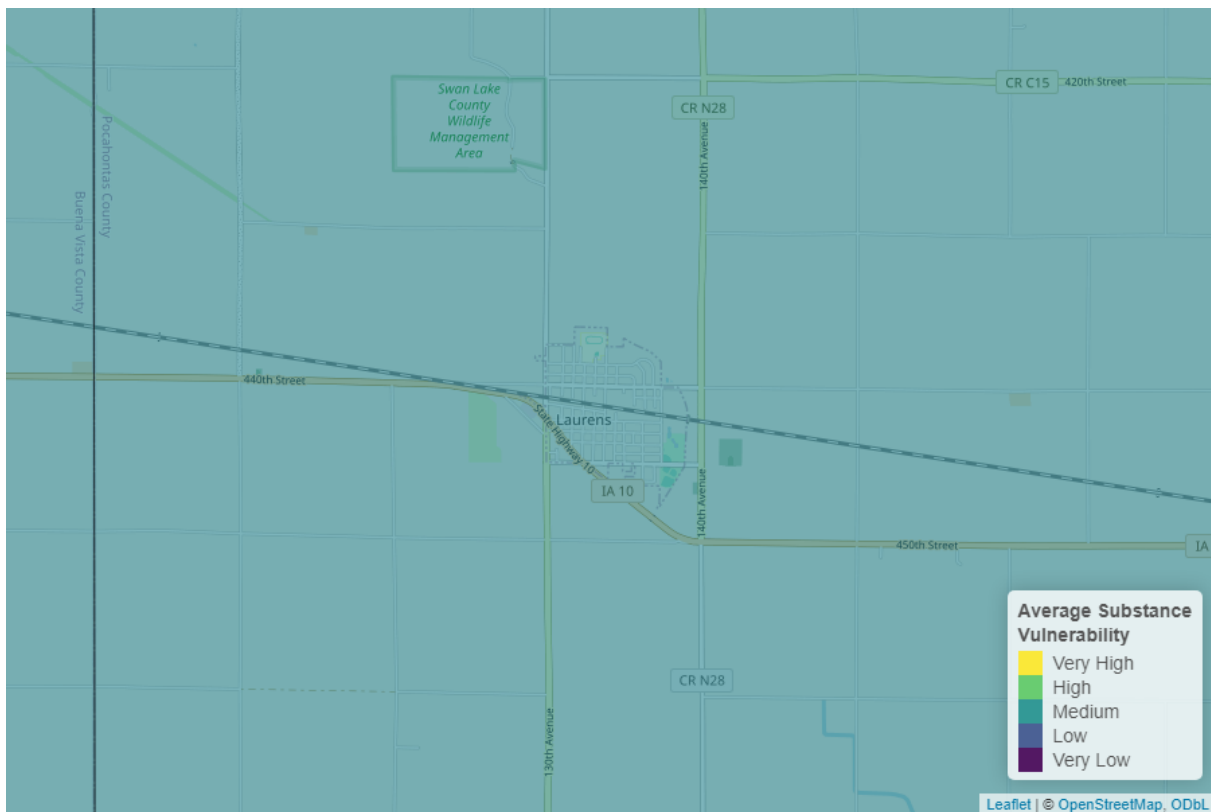 Swan Lake
County
Wildlife
Management
Area
CR N28
CR C15
420th Street
140th Avenue
Pocahontas County
Buena Vista County
440th Street
State Highway 10
Laurens
IA 10
140th Avenue
450th Street
IA
CR N28
130th Avenue
Average Substance
Vulnerability
Very High
High
Medium
Low
Very Low
Leaflet | © OpenStreetMap, ODbL